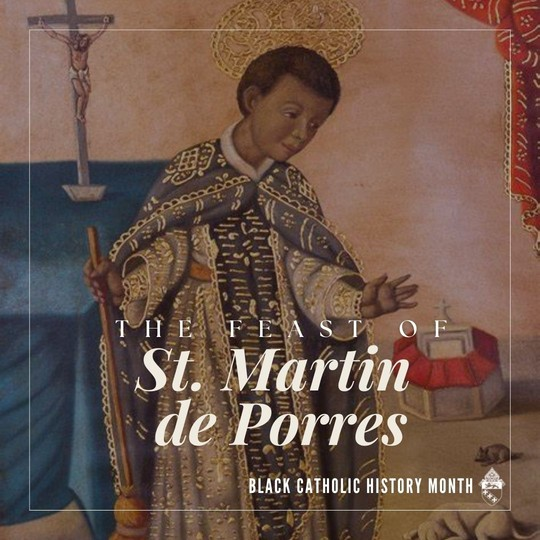 THE FEAST OF
St. Martin
de Porres
BLACK CATHOLIC HISTORY MONTH